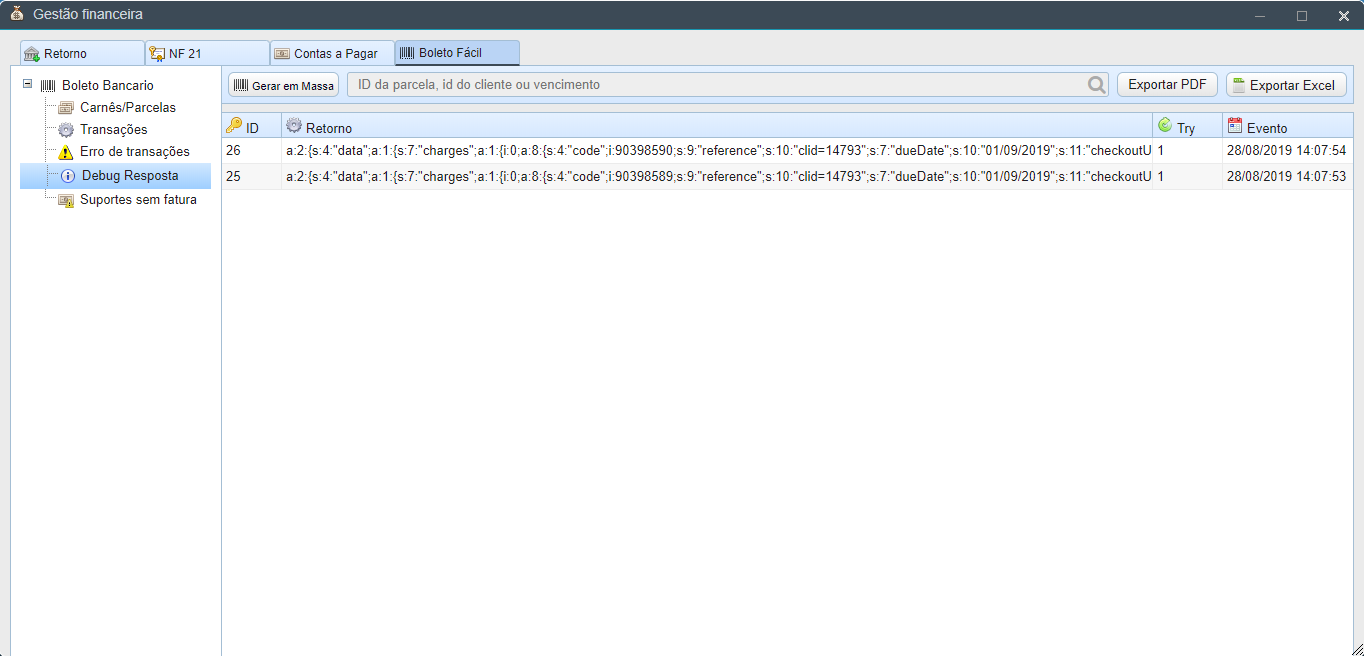 Gestão financeira
Retorno NF 21 Contas a Pagar Boleto Fácil
Boleto Bancario
Carnês/Parcelas
Transações
Erro de transações
Debug Resposta
Suportes sem fatura
Gerar em Massa ID da parcela, id do cliente ou vencimento Exportar PDF Exportar Excel
ID Retorno Try Evento
26 a:2:{s:4:"data";a:1:{s:7:"charges";a:1:{i:0;a:8:{s:4:"code";i:90398590;s:9:"reference";s:10:"clid=14793";s:7:"dueDate";s:10:"01/09/2019";s:11:"checkoutU 1 28/08/2019 14:07:54
25 a:2:{s:4:"data";a:1:{s:7:"charges";a:1:{i:0;a:8:{s:4:"code";i:90398589;s:9:"reference";s:10:"clid=14793";s:7:"dueDate";s:10:"01/09/2019";s:11:"checkoutU 1 28/08/2019 14:07:53